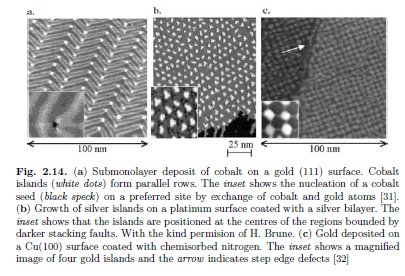 a.
b.
c.
100 nm
25 nm
100 nm
Fig. 2.14. (a) Submonolayer deposit of cobalt on a gold (111) surface. Cobalt
islands (white dots) form parallel rows. The inset shows the nucleation of a cobalt
seed (black speck) on a preferred site by exchange of cobalt and gold atoms [31].
(b) Growth of silver islands on a platinum surface coated with a silver bilayer. The
inset shows that the islands are positioned at the centres of the regions bounded by
darker stacking faults. With the kind permision of H. Brune. (c) Gold deposited on
a Cu(100) surface coated with chemisorbed nitrogen. The inset shows a magnified
image of four gold islands and the arrow indicates step edge defects [32]